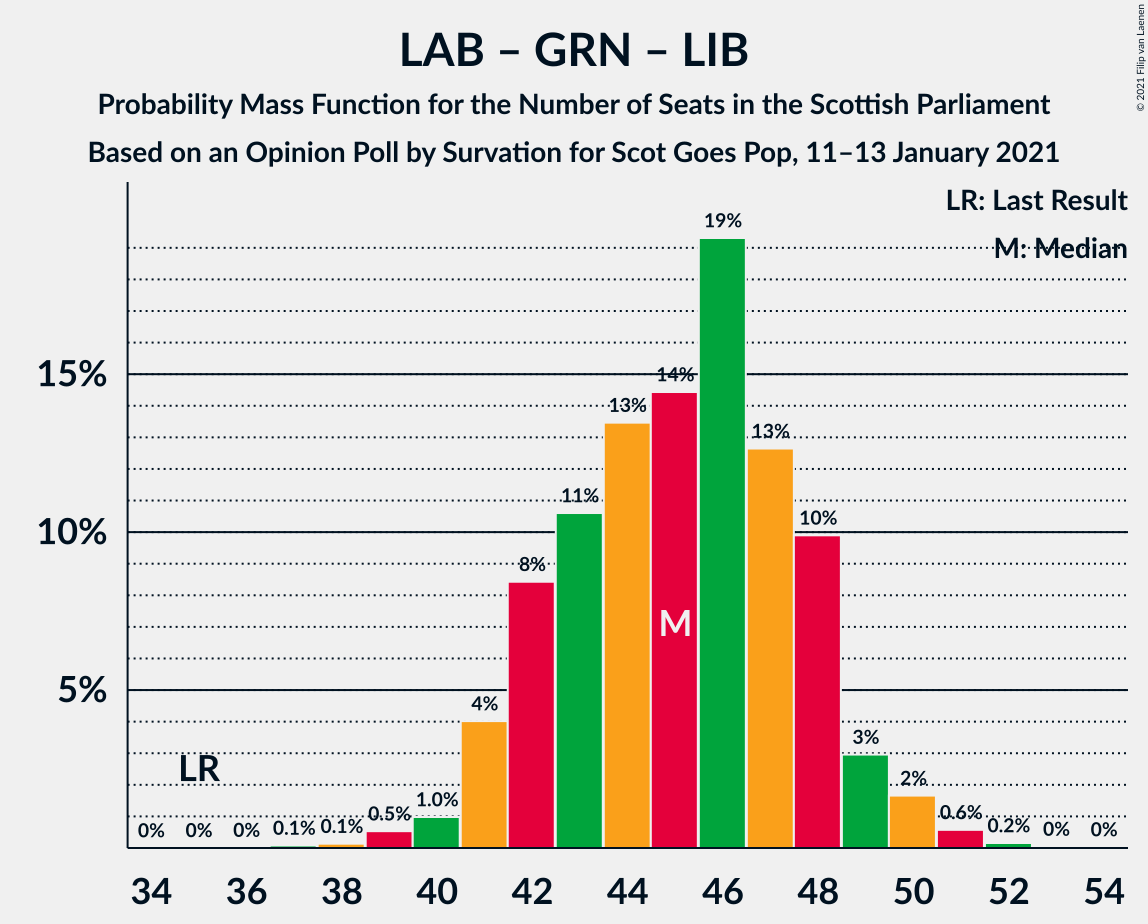 LAB – GRN – LIB
Probability Mass Function for the Number of Seats in the Scottish Parliament
Based on an Opinion Poll by Survation for Scot Goes Pop, 11–13 January 2021
© 2021 Filip van Laenen
LR: Last Result
M: Median
15%
10%
5%
0% 0% 0% 0.1% 0.1% 0.5% 1.0% 4% 8% 11% 13% 14% 19% 13% 10% 3% 2% 0.6% 0.2% 0% 0%
LR
M
34 36 38 40 42 44 46 48 50 52 54